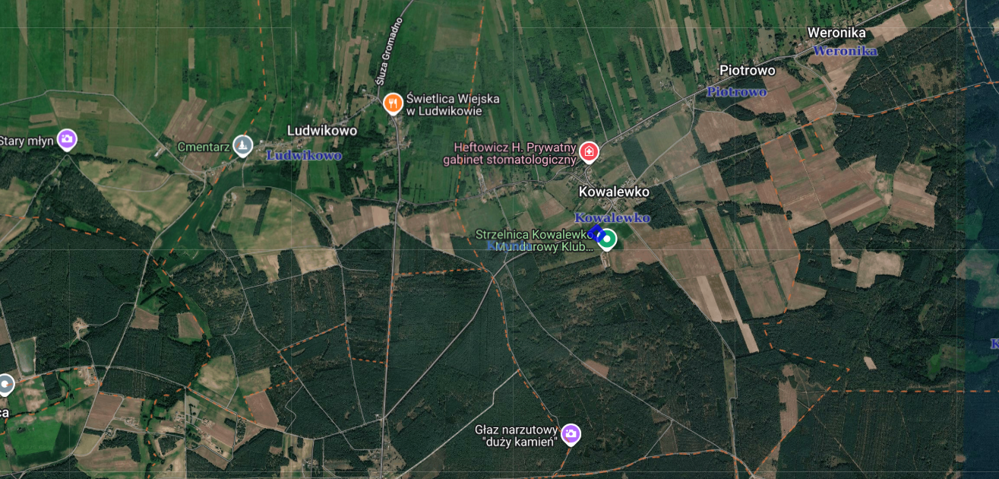 Weronika
Weronika
Śluza Gromadno
Piotrowo
Piotrowo
Świetlica Wiejska
w Ludwikowie
Ludwikowo
Stary młyn
Cmentarz
Ludwikowo
Heftowicz H. Prywatny
gabinet stomatologiczny
Kowalewko
Kowalewko
Strzelnica Kowalewko
Mundurowy Klub...
K
Głaz narzutowy
"duży kamień"
ca